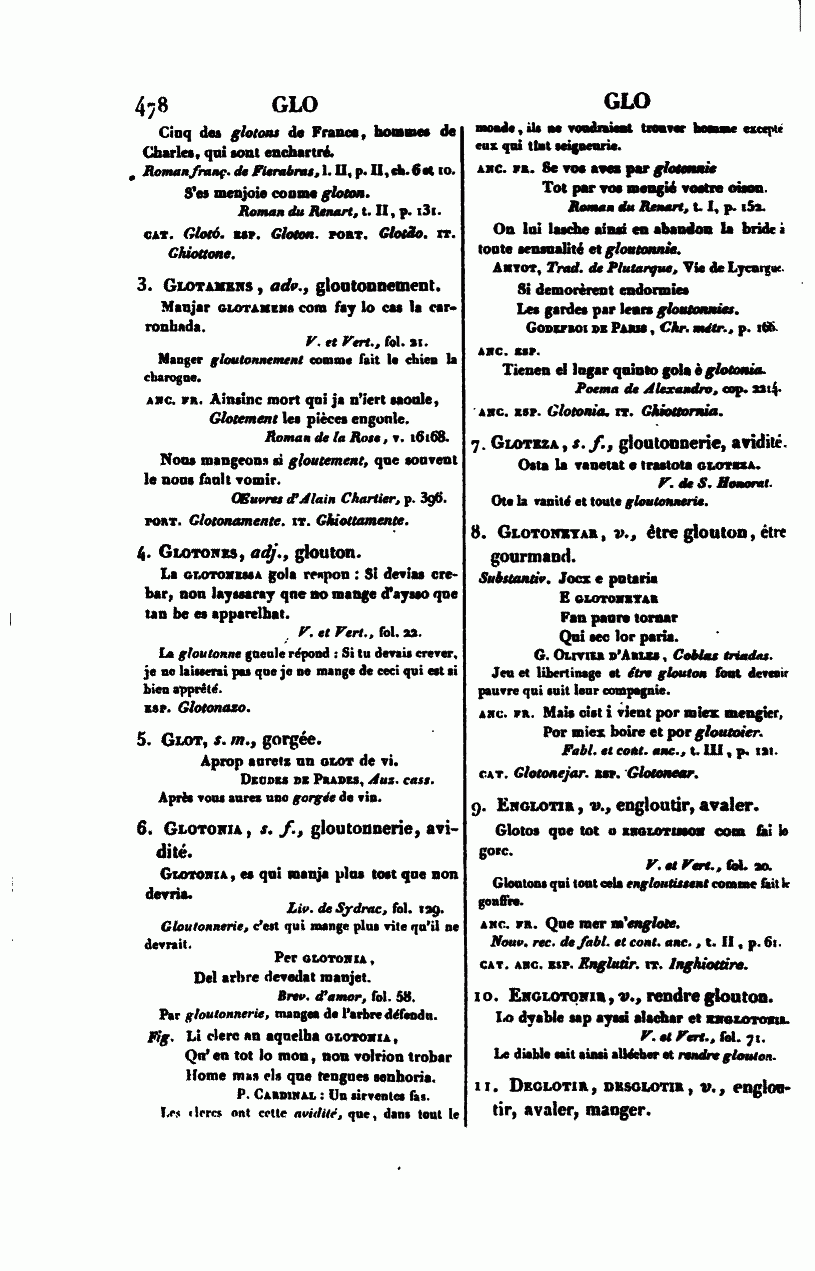 478 GLO
Cinq des glotons de France, hommes de
Charles, qui sont enchartré.
Roman franç. de Fierabras, l. II, p. II, ch. 6 et 10.
S'es menjoie conme gloton.
Roman du Renart, t. II, p. 131.
CAT. Glotó. ESP. Gloton. PORT. Glotão. IT.
Ghiottone.
3. GLOTAMENS, adv., gloutonnement.
Manjar GLOTAMENS com fay lo cas la car-
ronhada.
V. et Vert., fol. 21.
Manger gloutonnement comme fait le chien la
charogne.
ANC. FR. Ainsinc mort qui ja n'iert saoule,
Glotement les pièces engoule.
Roman de la Rose, v. 16168.
Nous mangeons si gloutement, que souvent
le nous fault vomir.
Œuvres d'Alain Chartier, p. 396.
PORT. Glotonamente. IT. Ghiottamente.
4. GLOTONES, adj., glouton.
La GLOTONESSA gola respon : Si devias cre-
bar, non layssaray que no mange d'aysso que
tan be es apparelhat.
V. et Vert., fol. 22.
La gloutonne gueule répond : Si tu devais crever,
je ne laisserai pas que je ne mange de ceci qui est si
bien apprêté.
ESP. Glotonazo.
5. GLOT, s. m., gorgée.
Aprop auretz un GLOT de vi.
DEUDES DE PRADES, Auz. cass.
Après vous aurez une gorgée de vin.
6. GLOTONIA, s. f., gloutonnerie, avi-
dité.
GLOTONIA, es qui manja plus tost que non
devria.
Liv. de Sydrac, fol. 129.
Gloutonnerie, c'est qui mange plus vite qu'il ne
devrait.
Per GLOTONIA,
Del arbre devedat manjet.
Brev. d'amor, fol. 58.
Par gloutonnerie, mangea de l'arbre défendu.
Fig. Li clerc an aquelha GLOTONIA,
Qu'en tot lo mon, non volrion trobar
Home mas els que tengues senhoria.
P. CARDINAL : Un sirventes fas.
Les clercs ont cette avidité, que, dans tout le
GLO
monde, ils ne voudraient trouver homme excepté
eux qui tînt seigneurie.
ANC. FR. Se vos aves par glotonnie
Tot par vos mengié vostre oison.
Roman du Renart, t. I, p. 152.
On lui lasche ainsi en abandon la bride à
toute sensualité et gloutonnie.
AMYOT, Trad. de Plutarque, Vie de Lycurgue.
Si demorèrent endormies
Les gardes par leurs gloutonnies.
GODEFROI DE PARIS, Chr. métr., p. 166.
ANC. ESP.
Tienen el lugar quinto gola è glotonia.
Poema de Alexandro, cop. 2214.
ANC. ESP. Glotonia. IT. Ghiottornia.
7. GLOTEZA, s. f., gloutonnerie, avidité.
Osta la vanetat e trastota GLOTEZA.
V. de S. Honorat.
Ote la vanité et toute gloutonnerie.
8. GLOTONEYAR, v., être glouton, être
gourmand.
Substantiv. Jocx e putaria
E GLOTONEYAR
Fan paure tornar
Qui sec lor paria.
G. OLIVIER D'ARLES, Coblas triadas.
Jeu et libertinage et être glouton font devenir
pauvre qui suit leur compagnie.
ANC. FR. Mais cist i vient por miex mengier,
Por miex boire et por gloutoier.
Fabl. et cont. anc., t. III, p. 121.
CAT. Glotonejar. ESP. Glotonear.
9. ENGLOTIR, v., engloutir, avaler.
Glotos que tot o ENGLOTISSON com fai lo
gorc.
V. et Vert., fol. 20.
Gloutons qui tout cela engloutissent comme fait le
gouffre.
ANC. FR. Que mer m'englote.
Nouv. rec. de fabl. et cont. anc., t. II, p. 61.
CAT. ANC. ESP. Englutir. IT. Inghiottire.
10. ENGLOTONIR, v., rendre glouton.
Lo dyable sap ayssi alachar et ENGLOTONIR.
V. et Vert., fol. 71.
Le diable sait ainsi allécher et rendre glouton.
11. DEGLOTIR, DESGLOTIR, v., englou-
tir, avaler, manger.